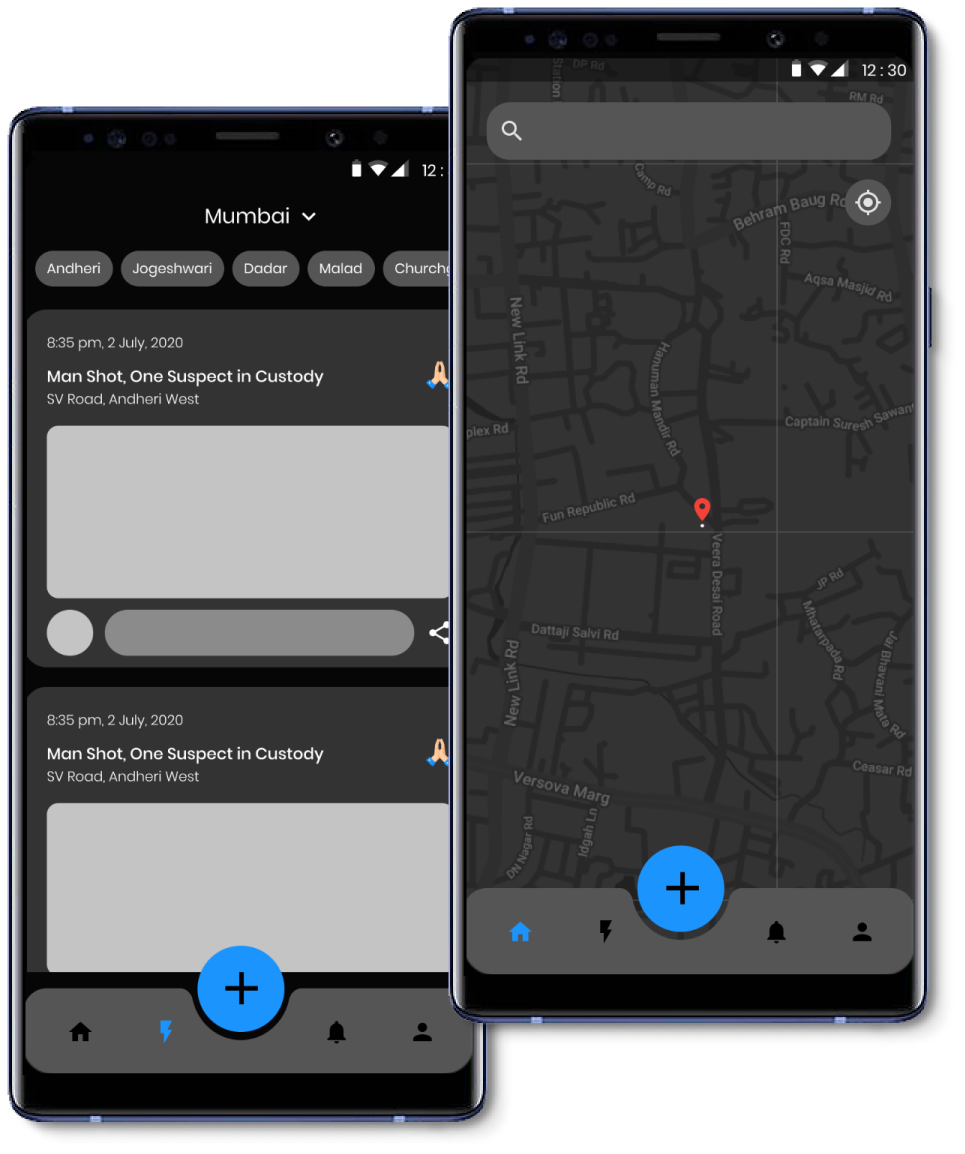 12 :
Mumbai
Andheri Jogeshwari Dadar Malad Church
8:35 pm, 2 July, 2020
Man Shot, One Suspect in Custody
SV Road, Andheri West
8:35 pm, 2 July, 2020
Man Shot, One Suspect in Custody
SV Road, Andheri West
Station
DP Rd
12 : 30
RM Rd
Camp Rd
Behram Baug Rd
FDC Rd
Aqsa Masjid Rd
New Link Rd
Hanuman Mandir Rd
Captain Suresh Sawant
plex Rd
Fun Republic Rd
Veera Desai Road
JP Rd
Dattaji Salvi Rd
Mhatarpada Rd
Jai Bhavani Mata Rd
New Link Rd
Ceasar Rd
Versova Marg
DN Nagar Rd
Idgah Ln